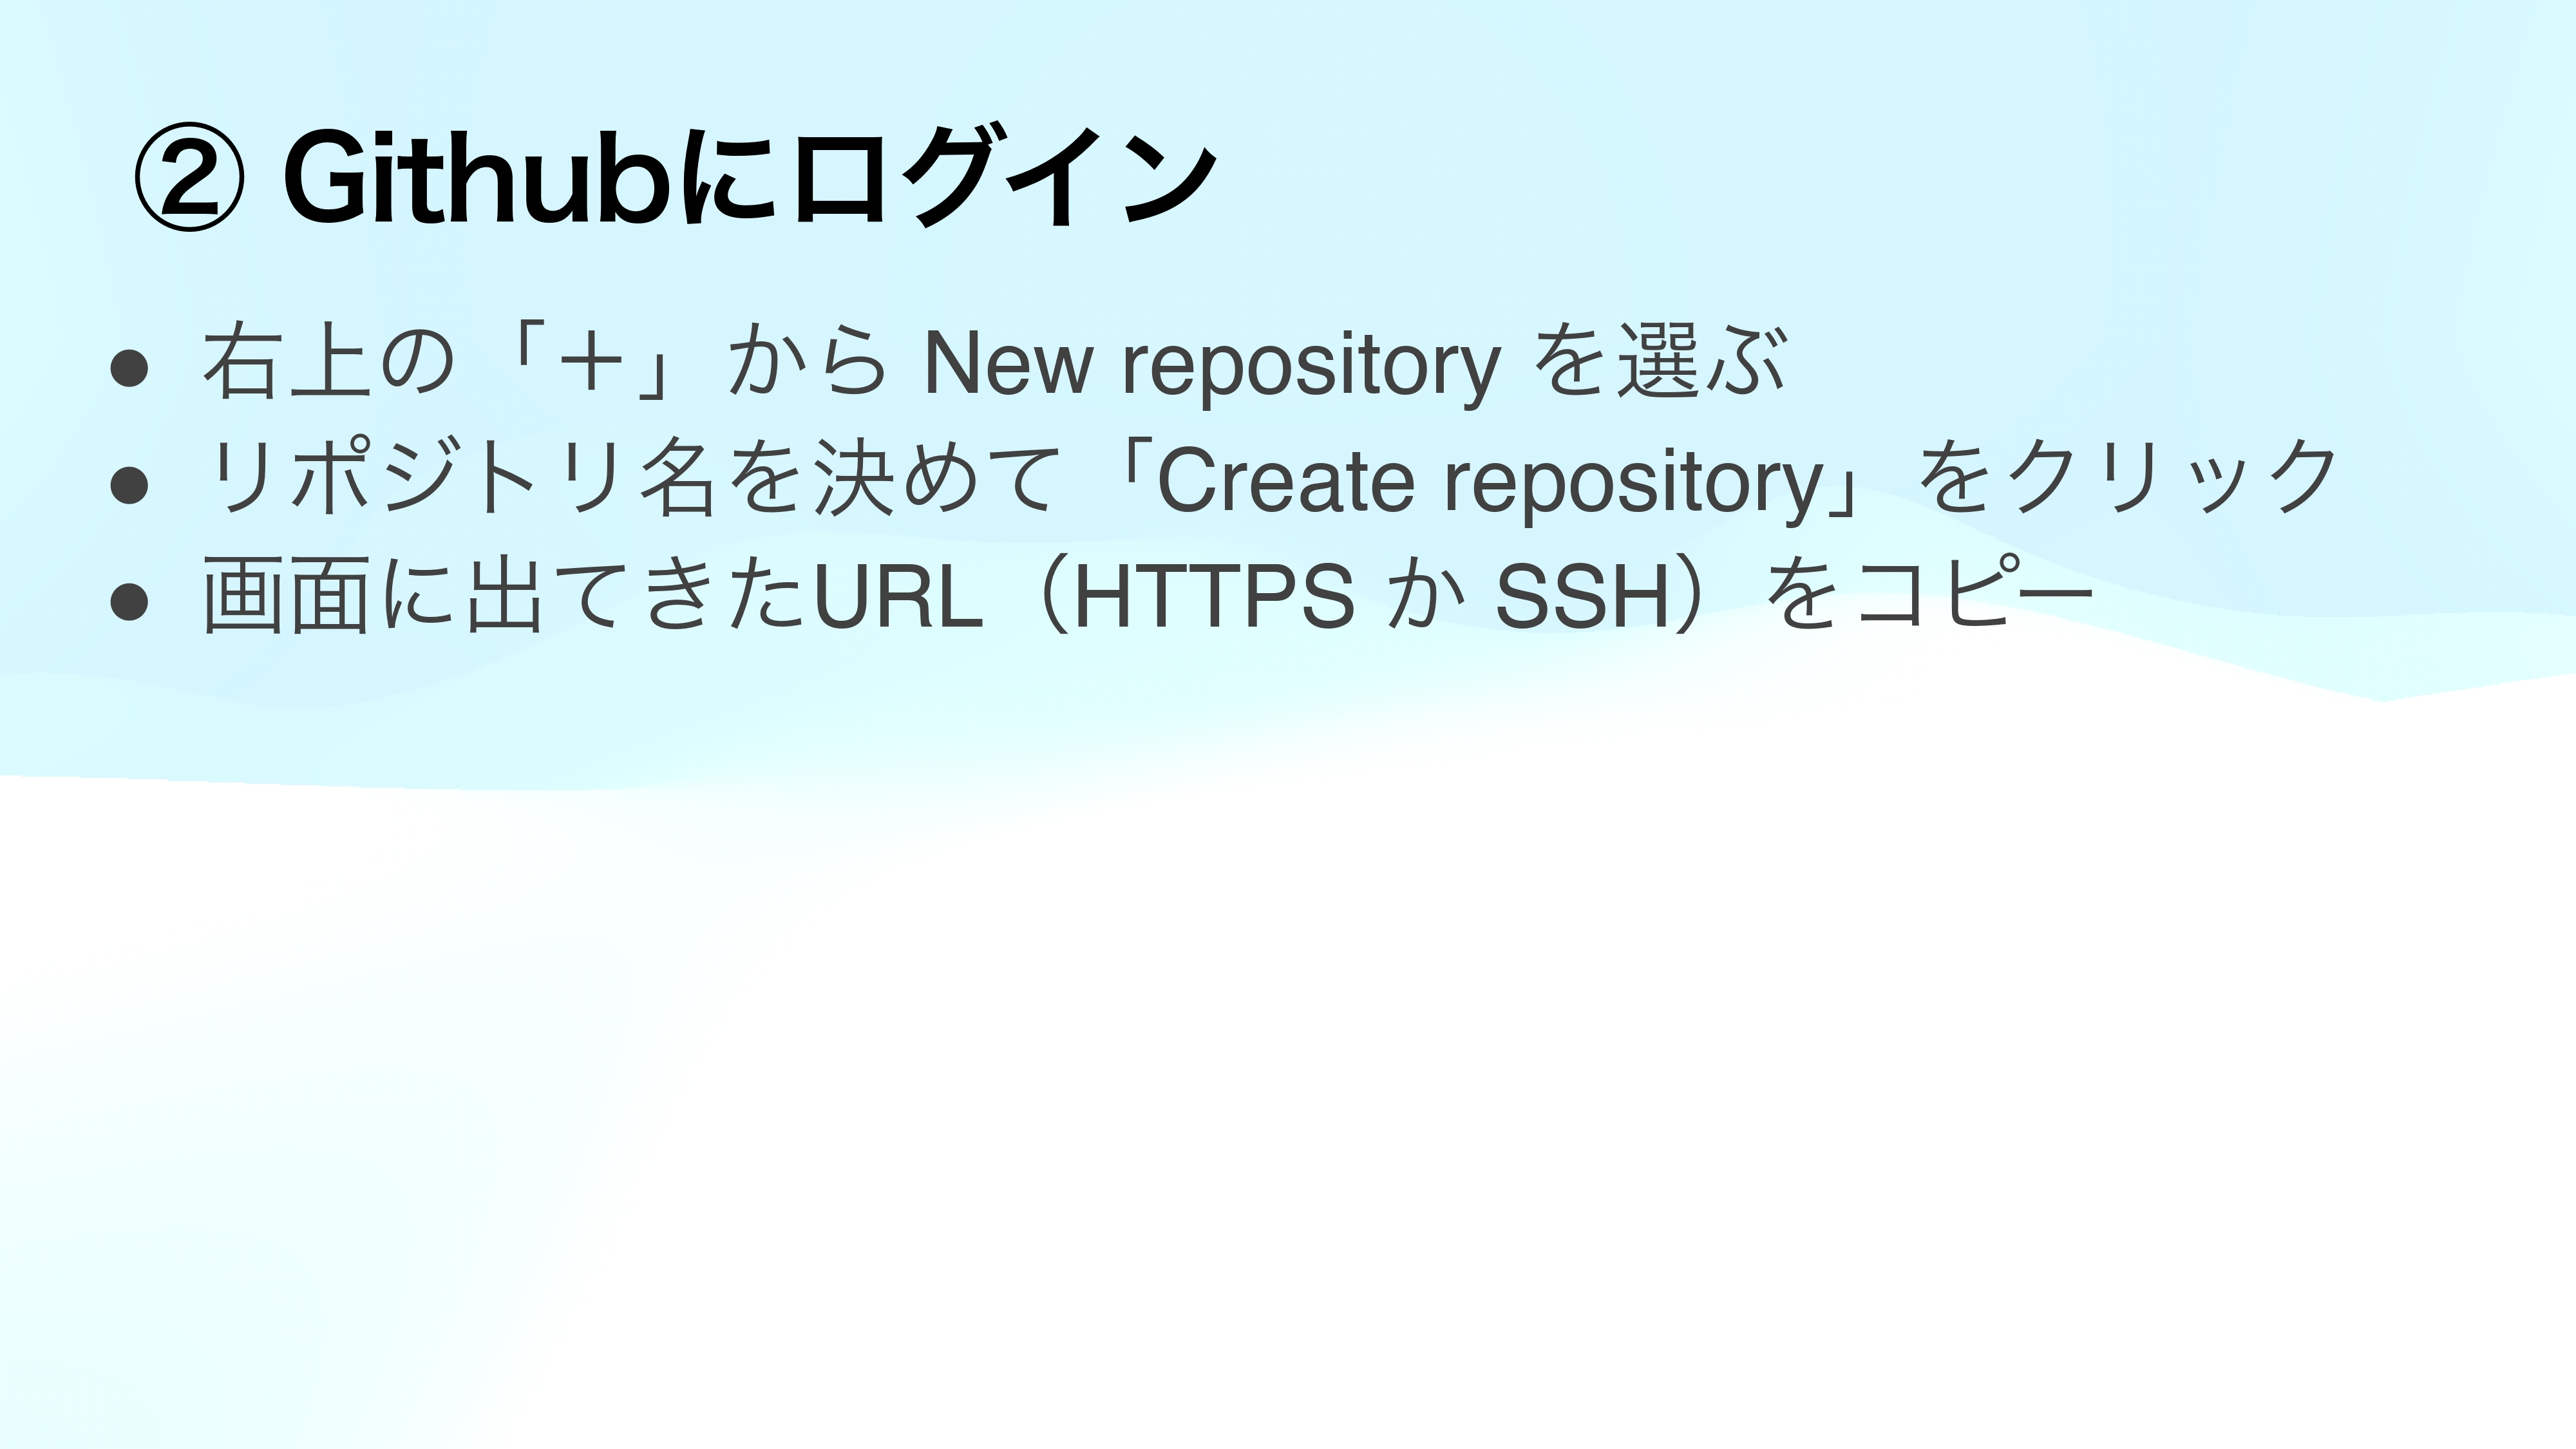 ② Githubにログイン
● 右上の「＋」から New repository を選ぶ
● リポジトリ名を決めて「Create repository」をクリック
● 画面に出てきたURL（HTTPS か SSH）をコピー